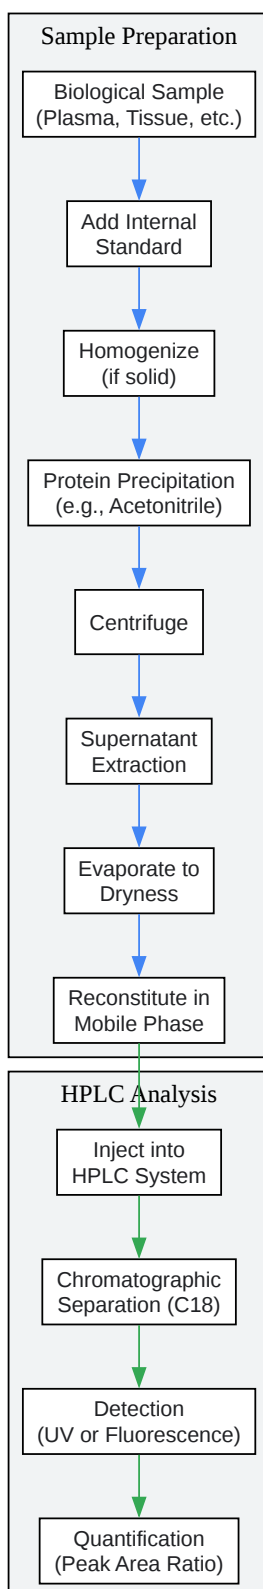 Sample Preparation
Biological Sample
(Plasma, Tissue, etc.)
Add Internal
Standard
Homogenize
(if solid)
Protein Precipitation
(e.g., Acetonitrile)
Centrifuge
Supernatant
Extraction
Evaporate to
Dryness
Reconstitute in
Mobile Phase
HPLC Analysis
Inject into
HPLC System
Chromatographic
Separation (C18)
Detection
(UV or Fluorescence)
Quantification
(Peak Area Ratio)